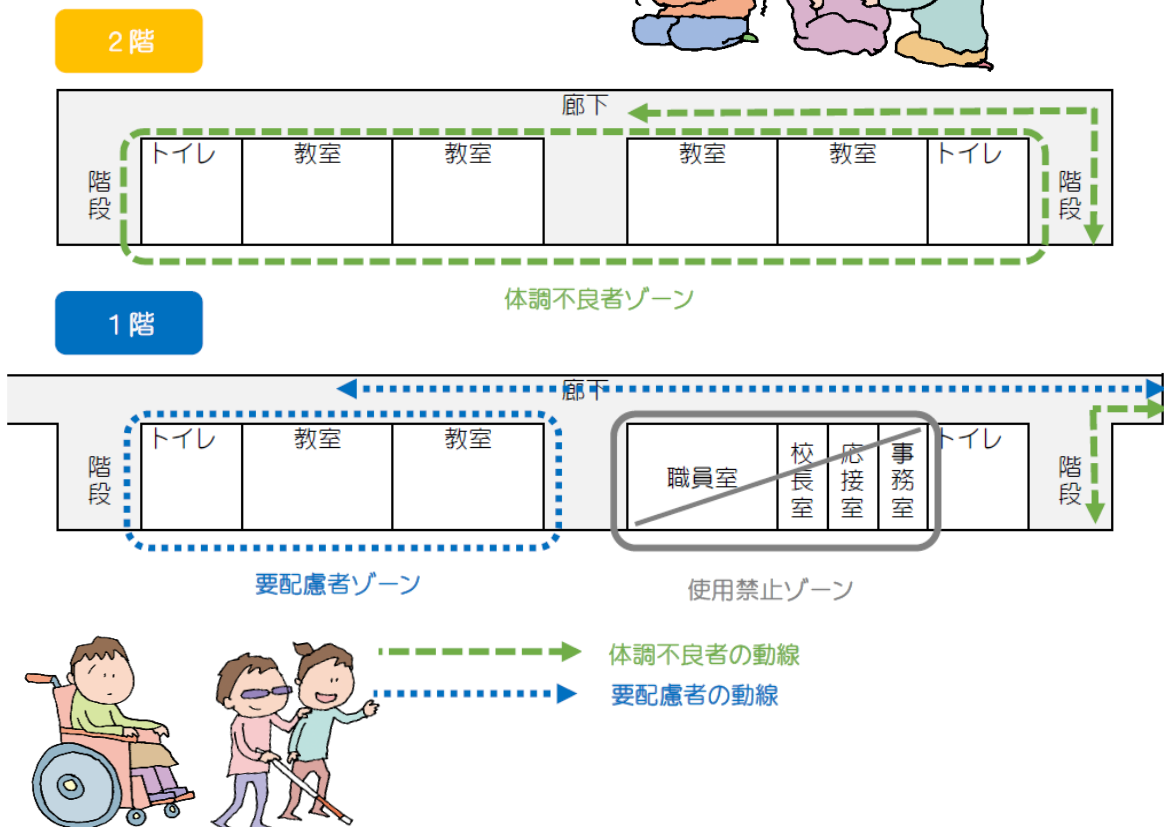 2階
廊下
トイレ 教室 教室 教室 教室 トイレ
階段 階段
体調不良者ゾーン
1階
廊下
トイレ 教室 教室 トイレ
階段 職員室 校長室 応接室 事務室 階段
要配慮者ゾーン
使用禁止ゾーン
体調不良者の動線
要配慮者の動線